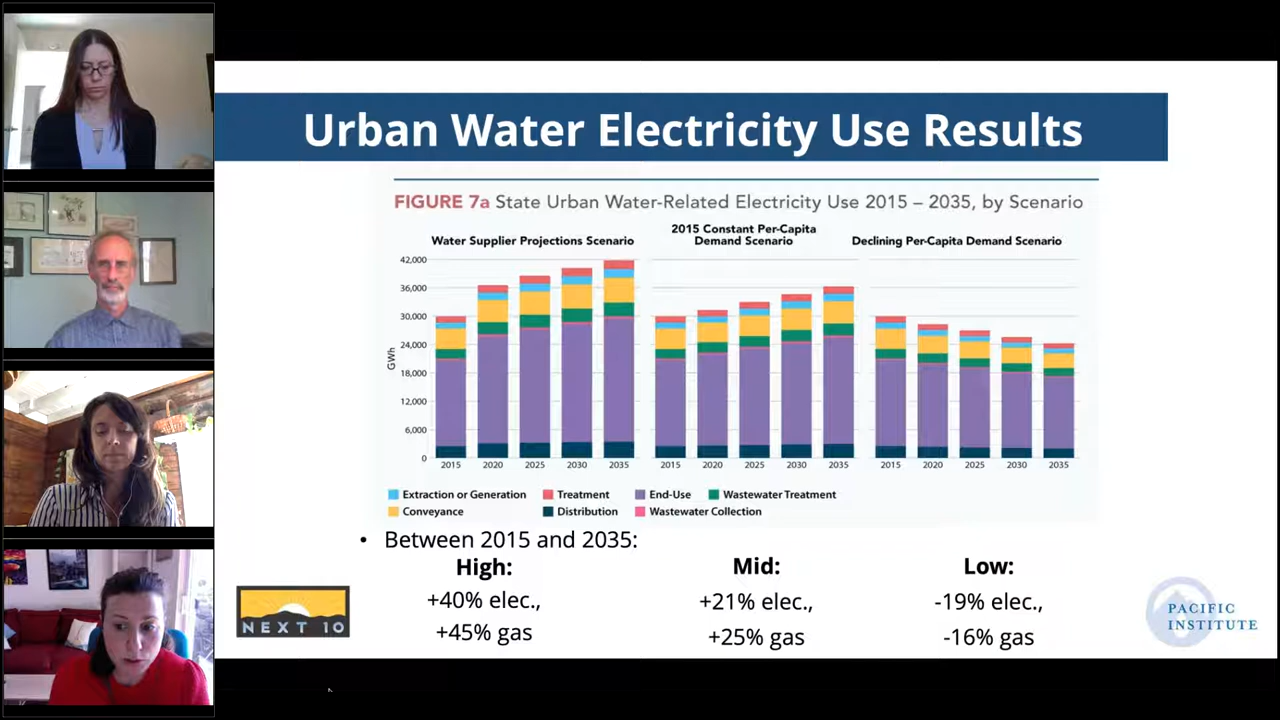 Urban Water Electricity Use Results
FIGURE 7a State Urban Water-Related Electricity Use 2015 – 2035, by Scenario
Water Supplier Projections Scenario
2015 Constant Per-Capita
Demand Scenario
Declining Per-Capita Demand Scenario
GWh
42,000
36,000
30,000
24,000
18,000
12,000
6,000
0
2015 2020 2025 2030 2035
2015 2020 2025 2030 2035
2015 2020 2025 2030 2035
Extraction or Generation Treatment End-Use Wastewater Treatment
Conveyance Distribution Wastewater Collection
• Between 2015 and 2035:
High:
+40% elec.,
+45% gas
Mid:
+21% elec.,
+25% gas
Low:
-19% elec.,
-16% gas
NEXT 10
PACIFIC
INSTITUTE